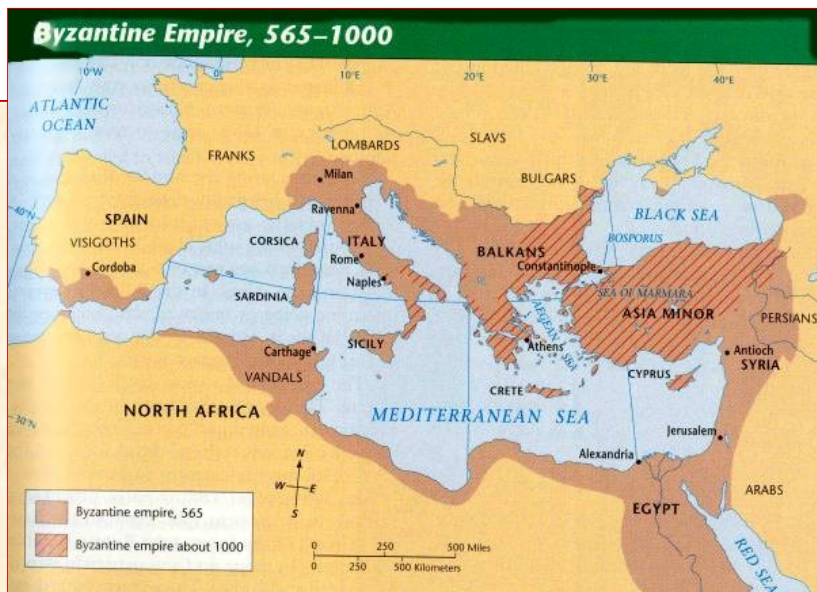 Byzantine Empire, 565–1000
10°W
0°
10°E
20°E
30°E
40°E
ATLANTIC
OCEAN
FRANKS
LOMBARDS
SLAVS
BULGARS
Milan
Ravenna
40°N
SPAIN
VISIGOTHS
Cordoba
CORSICA
ITALY
Rome
Naples
SARDINIA
BALKANS
BLACK SEA
BOSPORUS
Constantinople
SEA OF MARMARA
ASIA MINOR
PERSIANS
AEGEAN SEA
Athens
Antioch
SYRIA
Carthage
SICILY
VANDALS
CRETE
CYPRUS
NORTH AFRICA
MEDITERRANEAN SEA
30°N
Jerusalem
Alexandria
EGYPT
ARABS
RED SEA
N
W
E
S
Byzantine empire, 565
Byzantine empire about 1000
0 250 500 Miles
0 250 500 Kilometers